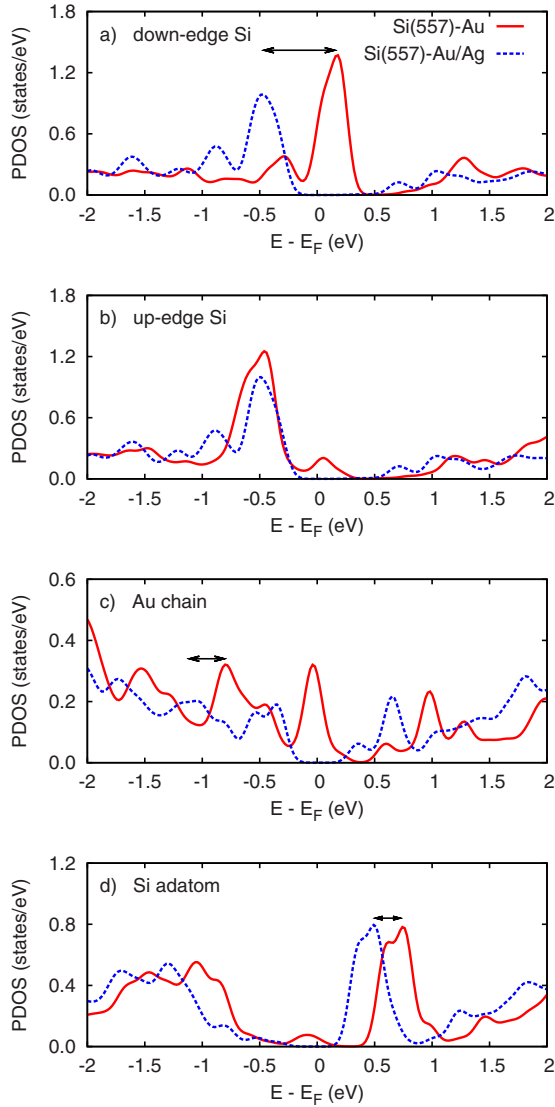 a) down-edge Si
Si(557)-Au
Si(557)-Au/Ag
PDOS (states/eV)
1.8
1.2
0.6
0.0
-2 -1.5 -1 -0.5 0 0.5 1 1.5 2
E - E_F (eV)
b) up-edge Si
PDOS (states/eV)
1.8
1.2
0.6
0.0
-2 -1.5 -1 -0.5 0 0.5 1 1.5 2
E - E_F (eV)
c) Au chain
PDOS (states/eV)
0.6
0.4
0.2
0.0
-2 -1.5 -1 -0.5 0 0.5 1 1.5 2
E - E_F (eV)
d) Si adatom
PDOS (states/eV)
1.2
0.8
0.4
0.0
-2 -1.5 -1 -0.5 0 0.5 1 1.5 2
E - E_F (eV)